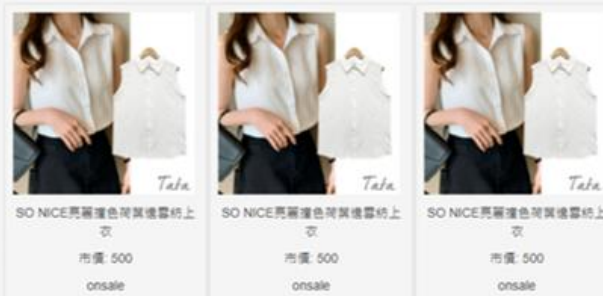 Tata
Tata
Tata
SO NICE亮麗撞色荷葉邊雪紡上
衣
市價: 500
onsale
SO NICE亮麗撞色荷葉邊雪紡上
衣
市價: 500
onsale
SO NICE亮麗撞色荷葉邊雪紡上
衣
市價: 500
onsale